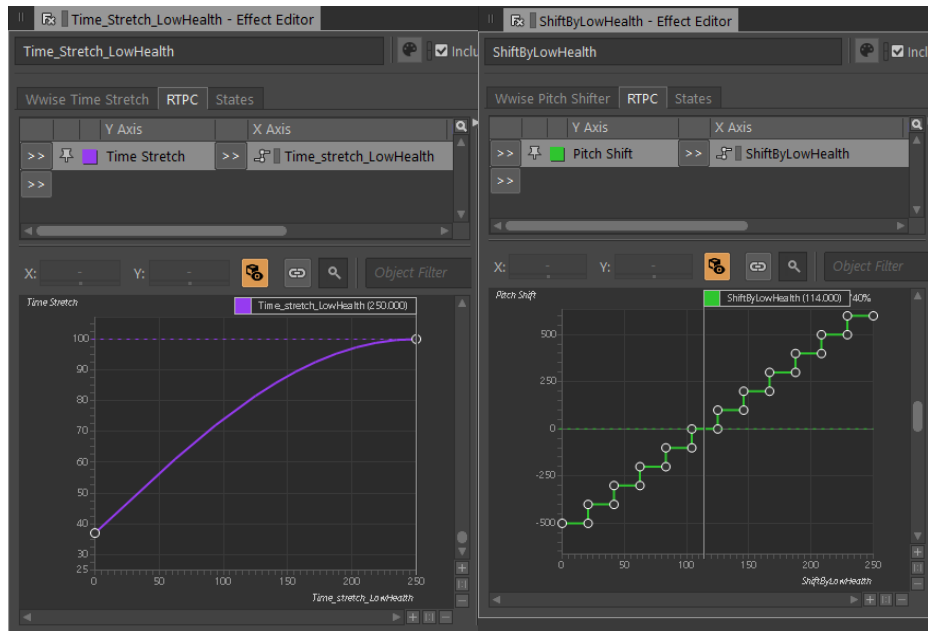 Time_Stretch_LowHealth - Effect Editor
Time_Stretch_LowHealth
Inclu
Wwise Time Stretch RTPC States
Y Axis X Axis
>> Time Stretch >> Time_stretch_LowHealth
>>
X: - Y: - Object Filter
Time Stretch
Time_stretch_LowHealth (250.000)
100
90
80
70
60
50
40
30
25
0 50 100 150 200 250
Time_stretch_LowHealth
ShiftByLowHealth - Effect Editor
ShiftByLowHealth
Incl
Wwise Pitch Shifter RTPC States
Y Axis X Axis
>> Pitch Shift >> ShiftByLowHealth
>>
X: - Y: - Object Filter
Pitch Shift
ShiftByLowHealth (114.000) 40%
500
250
0
-250
-500
0 50 100 150 200 250
ShiftByLowHealth